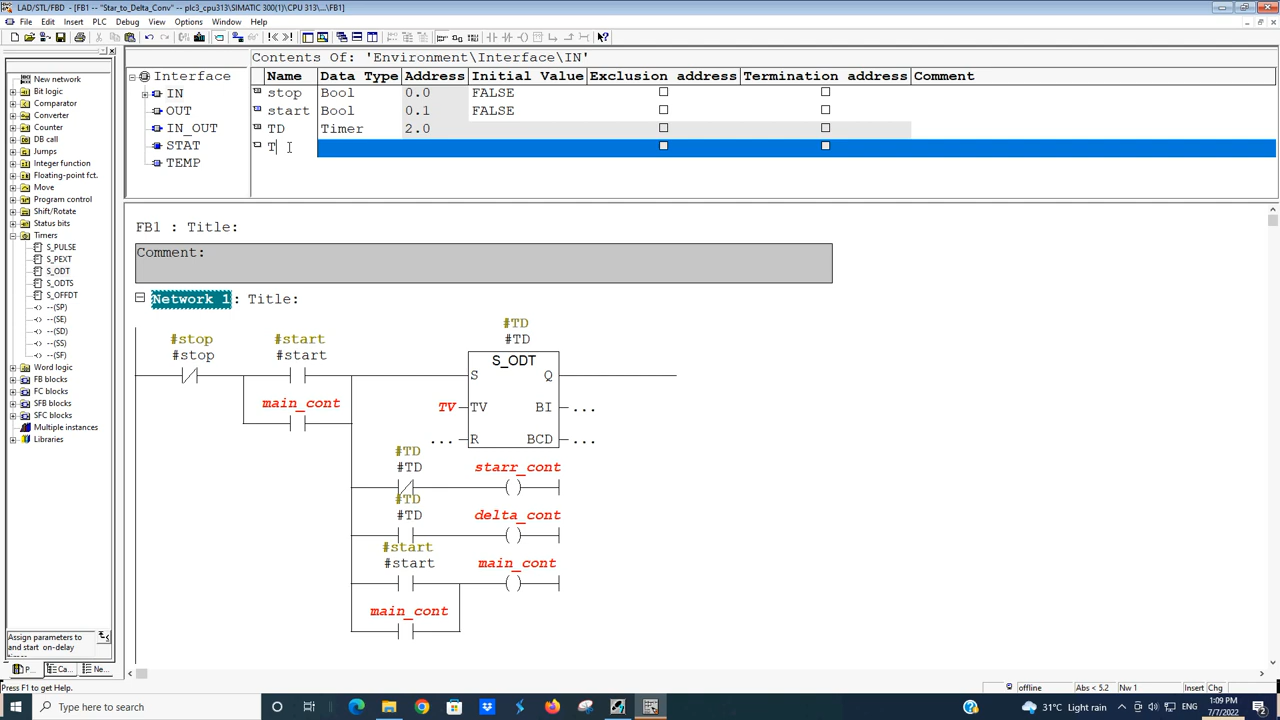 LAD/STL/FBD - [FB1 -- "Star_to_Delta_Conv" -- plc3_cpu313\SIMATIC 300(1)\CPU 313\...\FB1]
File Edit Insert PLC Debug View Options Window Help
Contents Of: 'Environment\Interface\IN'
Interface
IN
OUT
IN_OUT
STAT
TEMP
Name Data Type Address Initial Value Exclusion address Termination address Comment
stop Bool 0.0 FALSE
start Bool 0.1 FALSE
TD Timer 2.0
T
New network
Bit logic
Comparator
Converter
Counter
DB call
Jumps
Integer function
Floating-point fct.
Move
Program control
Shift/Rotate
Status bits
Timers
S_PULSE
S_PEXT
S_ODT
S_ODTS
S_OFFDT
--(SP)
--(SE)
--(SD)
--(SS)
--(SF)
Word logic
FB blocks
FC blocks
SFB blocks
SFC blocks
Multiple instances
Libraries
Assign parameters to
and start on-delay
P... Ca... Ne...
FB1 : Title:
Comment:
Network 1: Title:
#TD
#stop #start #TD
#stop #start S_ODT
S Q
main_cont TV TV BI ...
... R BCD ...
#TD
#TD starr_cont
#TD
#TD delta_cont
#start
#start main_cont
main_cont
Press F1 to get Help.
offline Abs < 5.2 Nw 1 Insert Chg
Type here to search
31°C Light rain
1:09 PM
7/7/2022